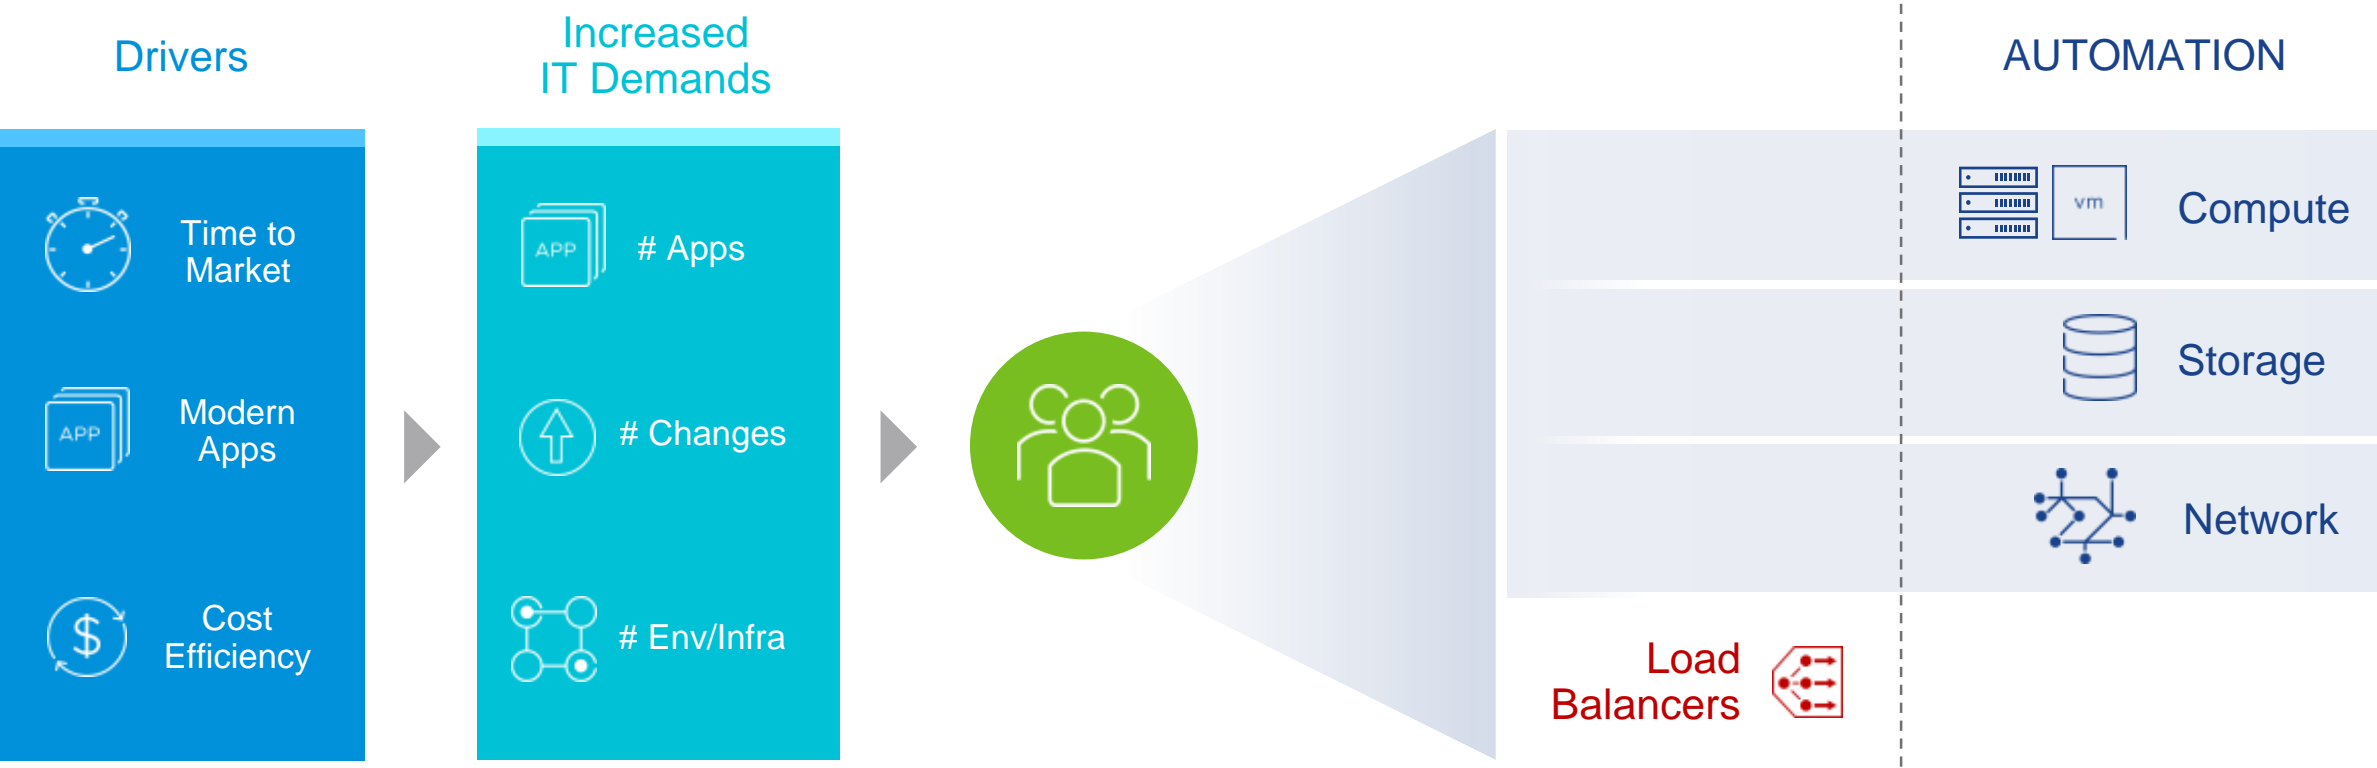 Drivers
Increased
IT Demands
AUTOMATION
Time to
Market
APP
Modern
Apps
$
Cost
Efficiency
APP
# Apps
# Changes
# Env/Infra
vm
Compute
Storage
Network
Load
Balancers